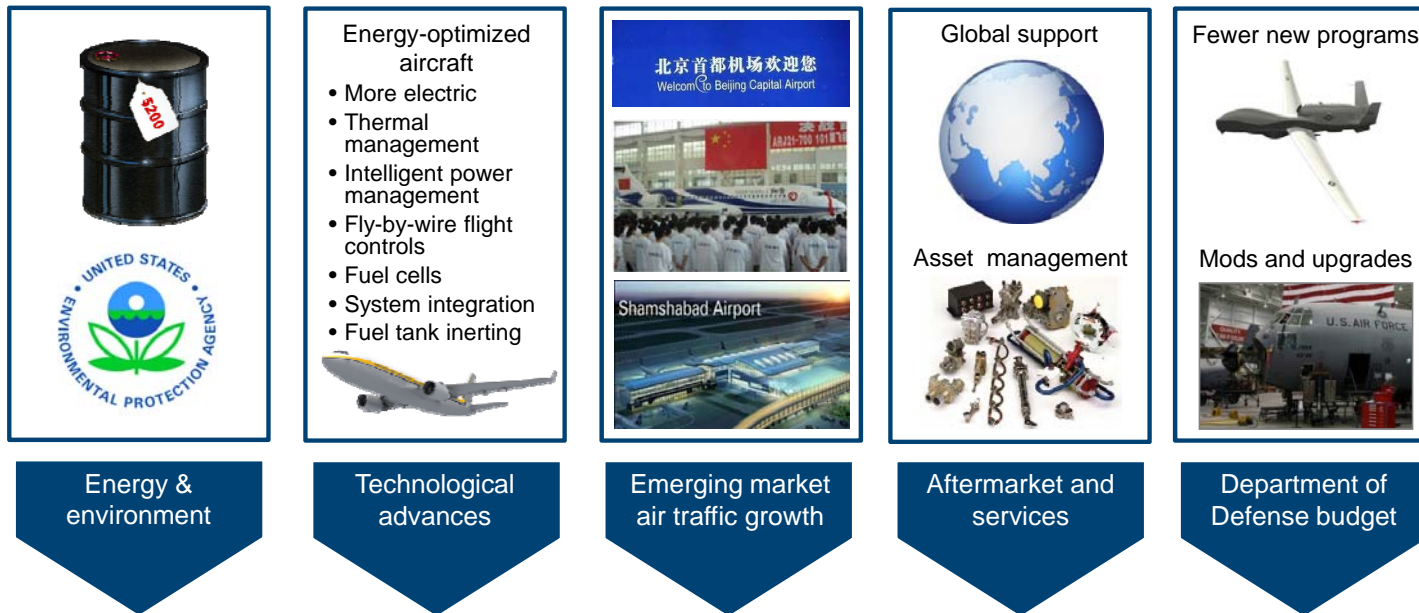 $200
UNITED STATES
ENVIRONMENTAL PROTECTION AGENCY
Energy &
environment
Energy-optimized
aircraft
• More electric
• Thermal
management
• Intelligent power
management
• Fly-by-wire flight
controls
• Fuel cells
• System integration
• Fuel tank inerting
Technological
advances
北京首都机场欢迎您
Welcom to Beijing Capital Airport
ARJ21-700 101
Shamshabad Airport
Emerging market
air traffic growth
Global support
Asset management
Aftermarket and
services
Fewer new programs
Mods and upgrades
U.S. AIR FORCE
Department of
Defense budget